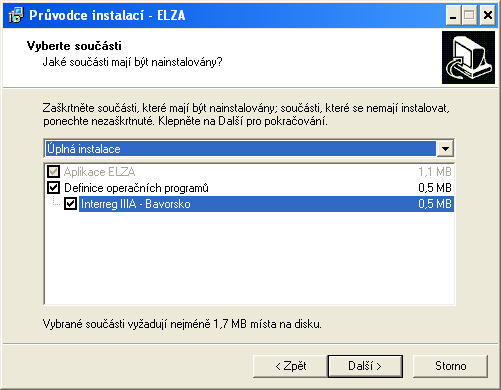 Průvodce instalací - ELZA
Vyberte součásti
Jaké součásti mají být nainstalovány?
Zaškrtněte součásti, které mají být nainstalovány; součásti, které se nemají instalovat,
ponechte nezaškrtnuté. Klepněte na Další pro pokračování.
Úplná instalace
Aplikace ELZA 1,1 MB
Definice operačních programů 0,5 MB
Interreg IIIA - Bavorsko 0,5 MB
Vybrané součásti vyžadují nejméně 1,7 MB místa na disku.
< Zpět Další > Storno